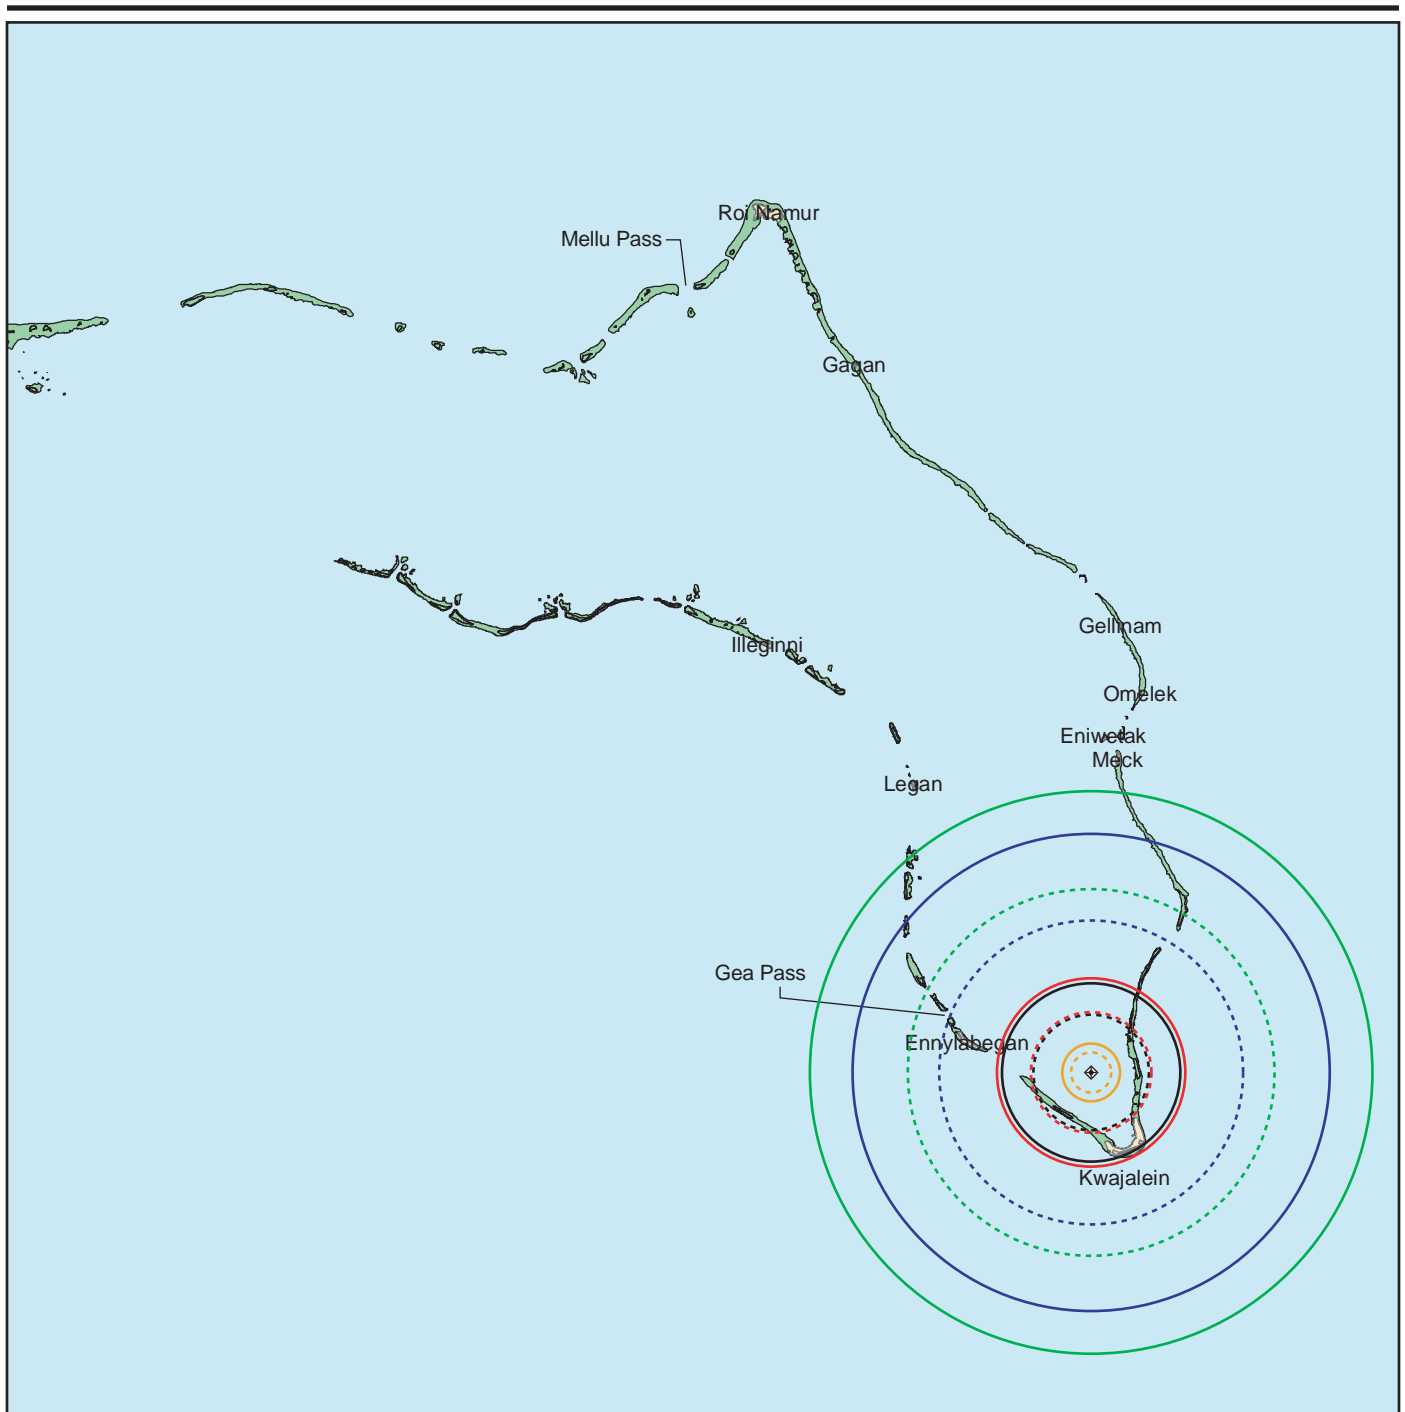 Roi Namur
Mellu Pass
Gagan
Gellinam
Illeginni
Omelek
Eniwetak
Meck
Legan
Gea Pass
Ennylabegan
Kwajalein